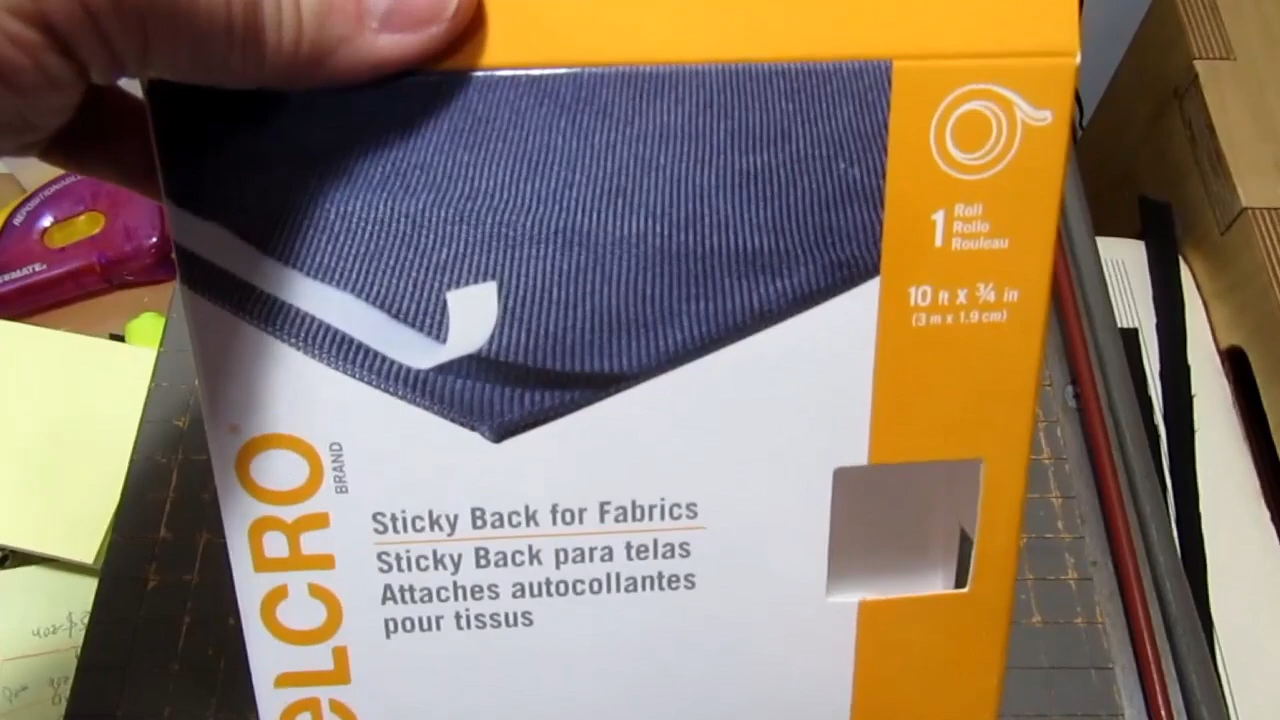 REPOSITIONABLE
1
Roll
Rollo
Rouleau
10 ft x ¾ in
(3 m x 1.9 cm)
eLCRO
BRAND
Sticky Back for Fabrics
Sticky Back para telas
Attaches autocollantes
pour tissus